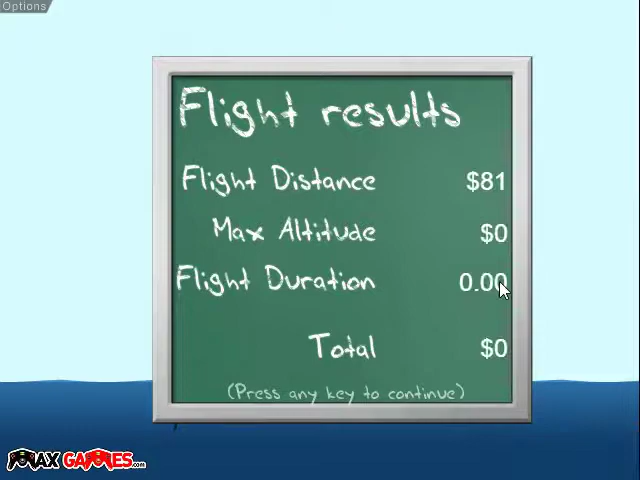 Options
Flight results
Flight Distance $81
Max Altitude $0
Flight Duration 0.00
Total $0
(Press any key to continue)
MAX GAMES.com